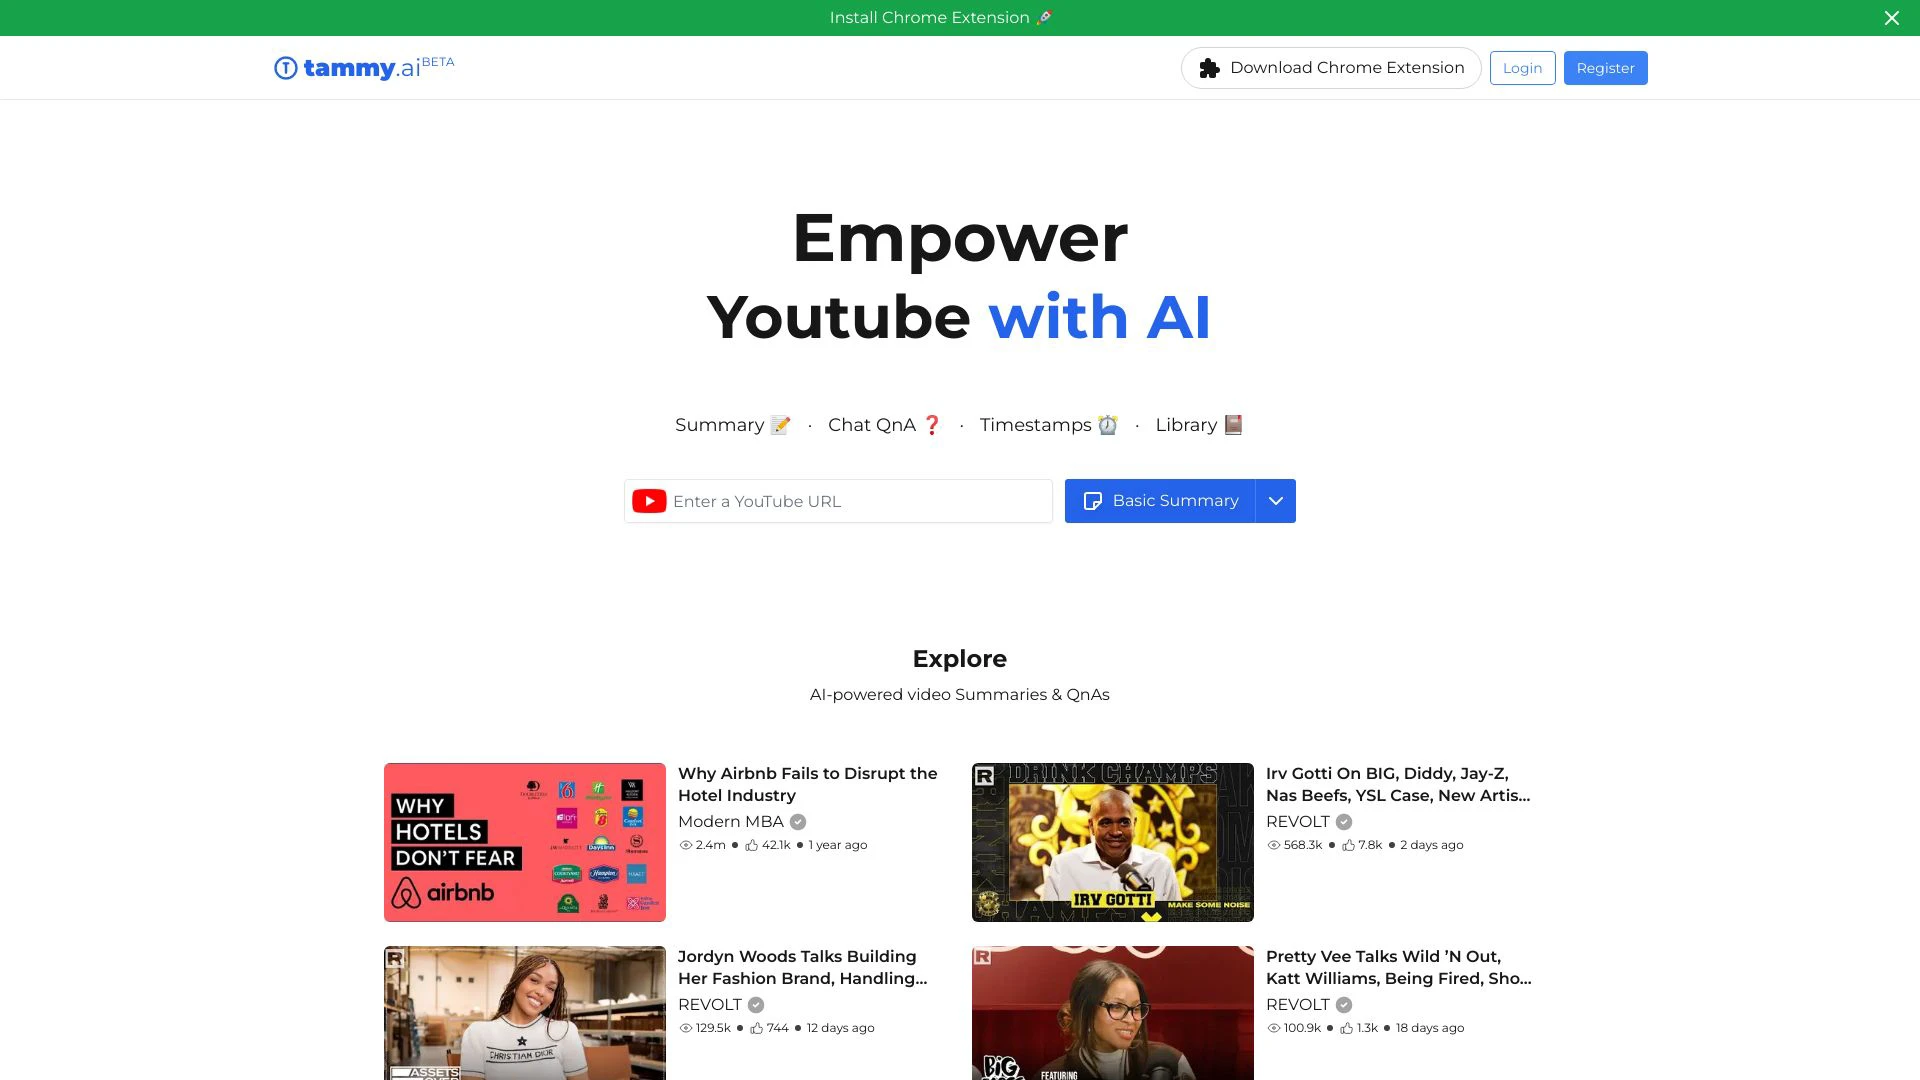 Install Chrome Extension 🚀
tammy.ai BETA
Download Chrome Extension
Login
Register
Empower
Youtube with AI
Summary 📝 · Chat QnA ❓ · Timestamps ⏰ · Library 📔
Enter a YouTube URL
Basic Summary
Explore
AI-powered video Summaries & QnAs
WHY
HOTELS
DON'T FEAR
airbnb
Why Airbnb Fails to Disrupt the
Hotel Industry
Modern MBA
2.4m • 42.1k • 1 year ago
R
DRINK CHAMPS
IRV GOTTI
MAKE SOME NOISE
Irv Gotti On BIG, Diddy, Jay-Z,
Nas Beefs, YSL Case, New Artis...
REVOLT
568.3k • 7.8k • 2 days ago
R
CHRISTIAN DIOR
ASSETS
OVER
Jordyn Woods Talks Building
Her Fashion Brand, Handling...
REVOLT
129.5k • 744 • 12 days ago
R
BIG
FEATURING
Pretty Vee Talks Wild ’N Out,
Katt Williams, Being Fired, Sho...
REVOLT
100.9k • 1.3k • 18 days ago